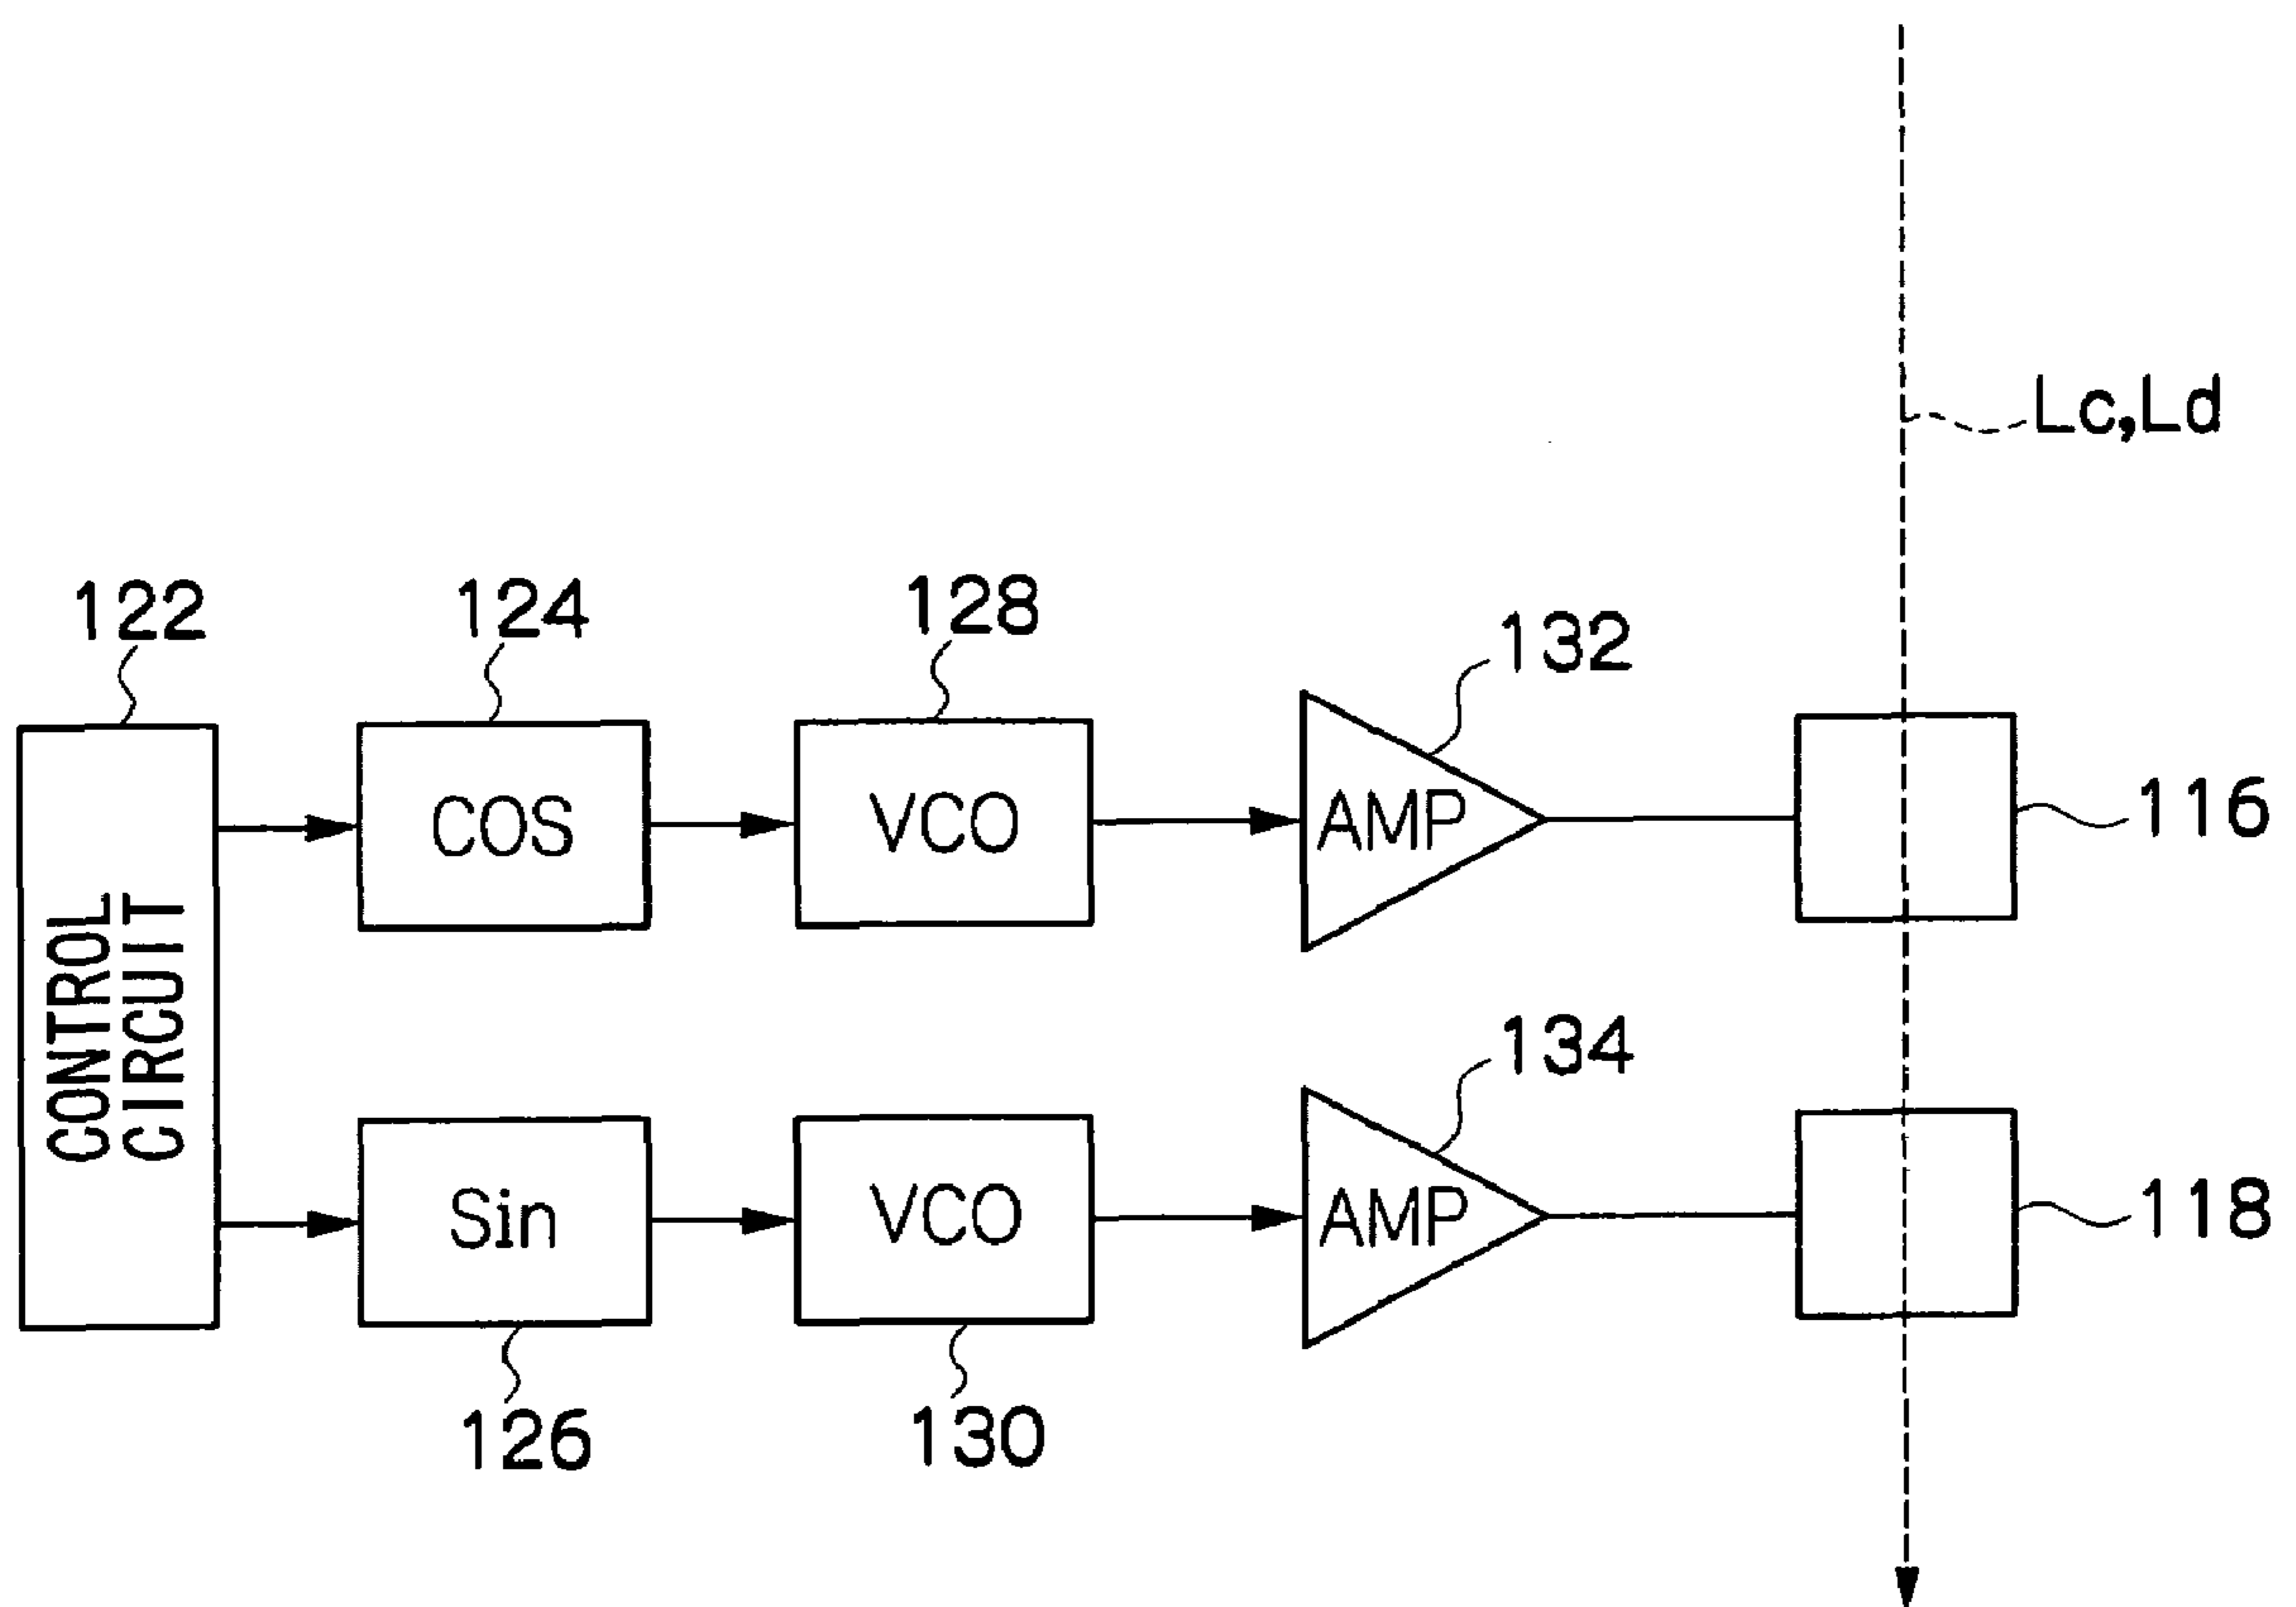 Lc,Ld
122
124
128
132
COS
VCO
AMP
116
CONTROL
CIRCUIT
134
Sin
VCO
AMP
118
126
130